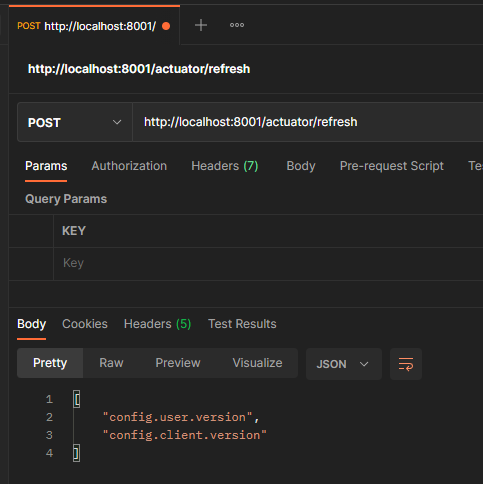 POST http://localhost:8001/
http://localhost:8001/actuator/refresh
POST http://localhost:8001/actuator/refresh
Params Authorization Headers (7) Body Pre-request Script Te
Query Params
KEY
Key
Body Cookies Headers (5) Test Results
Pretty Raw Preview Visualize JSON
1 [
2 "config.user.version",
3 "config.client.version"
4 ]